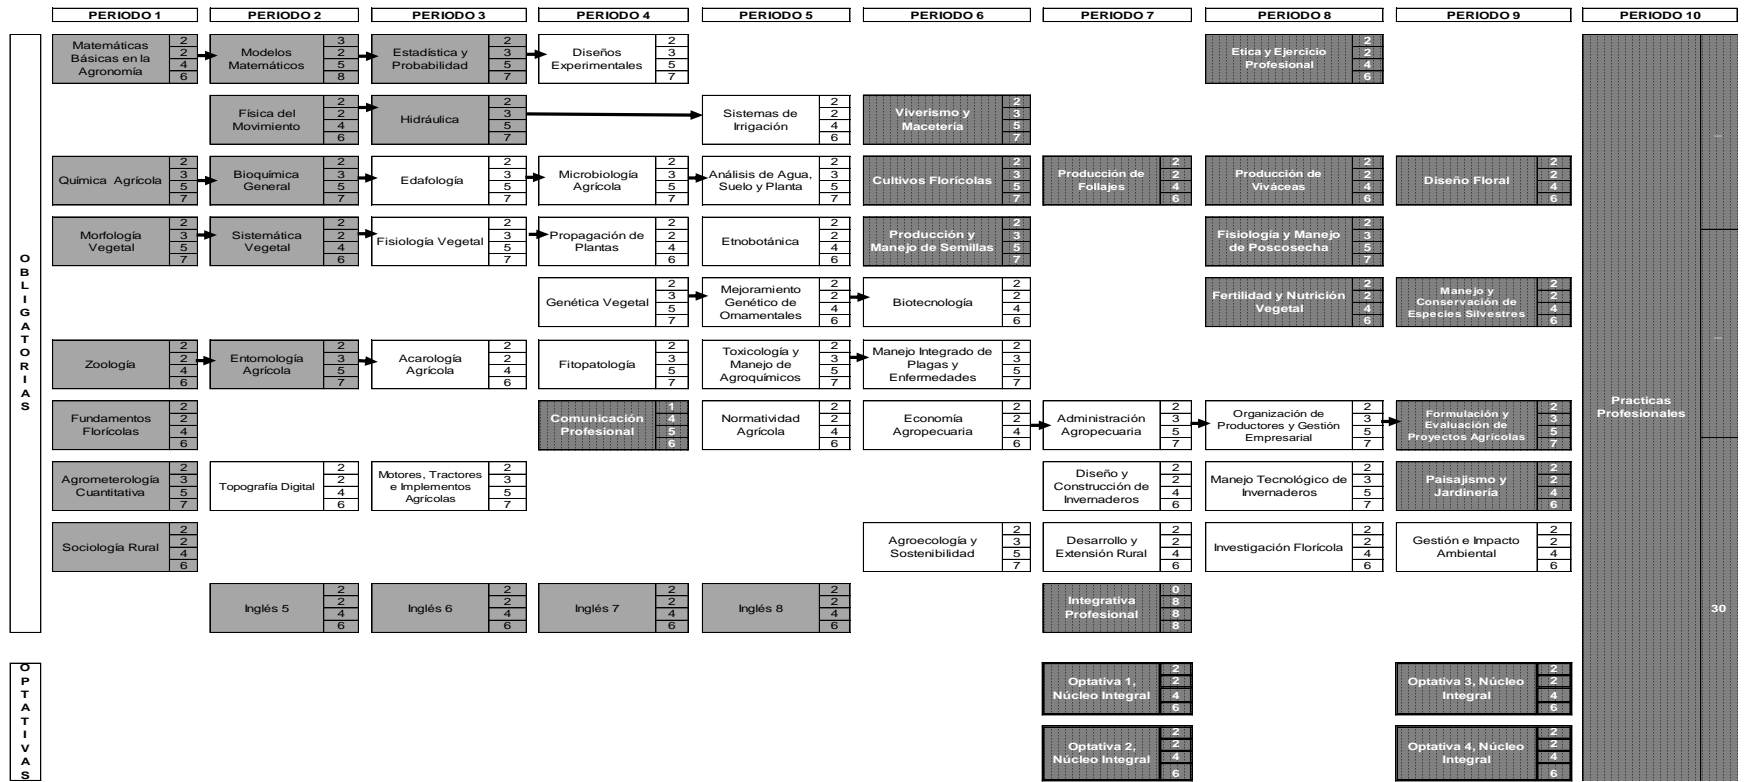 PERIODO 1 PERIODO 2 PERIODO 3 PERIODO 4 PERIODO 5 PERIODO 6 PERIODO 7 PERIODO 8 PERIODO 9 PERIODO 10
OBLIGATORIAS
Matemáticas
Básicas en la
Agronomía
2
2
4
6
Modelos
Matemáticos
3
2
5
8
Estadística y
Probabilidad
2
3
5
7
Diseños
Experimentales
2
3
5
7
Etica y Ejercicio
Profesional
2
2
4
6
Física del
Movimiento
2
2
4
6
Hidráulica
2
3
5
7
Sistemas de
Irrigación
2
2
4
6
Viverismo y
Macetería
2
3
5
7
Química Agrícola
2
3
5
7
Bioquímica
General
2
3
5
7
Edafología
2
3
5
7
Microbiología
Agrícola
2
3
5
7
Análisis de Agua,
Suelo y Planta
2
3
5
7
Cultivos Florícolas
2
3
5
7
Producción de
Follajes
2
2
4
6
Producción de
Viváceas
2
2
4
6
Diseño Floral
2
2
4
6
Morfología
Vegetal
2
3
5
7
Sistemática
Vegetal
2
2
4
6
Fisiología Vegetal
2
3
5
7
Propagación de
Plantas
2
2
4
6
Etnobotánica
2
2
4
6
Producción y
Manejo de Semillas
2
3
5
7
Fisiología y Manejo
de Poscosecha
2
3
5
7
Genética Vegetal
2
3
5
7
Mejoramiento
Genético de
Ornamentales
2
2
4
6
Biotecnología
2
2
4
6
Fertilidad y Nutrición
Vegetal
2
2
4
6
Manejo y
Conservación de
Especies Silvestres
2
2
4
6
Zoología
2
2
4
6
Entomología
Agrícola
2
3
5
7
Acarología
Agrícola
2
2
4
6
Fitopatología
2
3
5
7
Toxicología y
Manejo de
Agroquímicos
2
3
5
7
Manejo Integrado de
Plagas y
Enfermedades
2
3
5
7
Fundamentos
Florícolas
2
2
4
6
Comunicación
Profesional
1
4
5
6
Normatividad
Agrícola
2
2
4
6
Economía
Agropecuaria
2
2
4
6
Administración
Agropecuaria
2
3
5
7
Organización de
Productores y Gestión
Empresarial
2
3
5
7
Formulación y
Evaluación de
Proyectos Agrícolas
2
3
5
7
Agrometerología
Cuantitativa
2
3
5
7
Topografía Digital
2
2
4
6
Motores, Tractores
e Implementos
Agrícolas
2
3
5
7
Diseño y
Construcción de
Invernaderos
2
2
4
6
Manejo Tecnológico de
Invernaderos
2
3
5
7
Paisajismo y
Jardinería
2
2
4
6
Sociología Rural
2
2
4
6
Agroecología y
Sostenibilidad
2
3
5
7
Desarrollo y
Extensión Rural
2
2
4
6
Investigación Florícola
2
2
4
6
Gestión e Impacto
Ambiental
2
2
4
6
Inglés 5
2
2
4
6
Inglés 6
2
2
4
6
Inglés 7
2
2
4
6
Inglés 8
2
2
4
6
Integrativa
Profesional
0
8
8
8
Practicas
Profesionales
–
–
30
OPTATIVAS
Optativa 1,
Núcleo Integral
2
2
4
6
Optativa 3, Núcleo
Integral
2
2
4
6
Optativa 2,
Núcleo Integral
2
2
4
6
Optativa 4, Núcleo
Integral
2
2
4
6